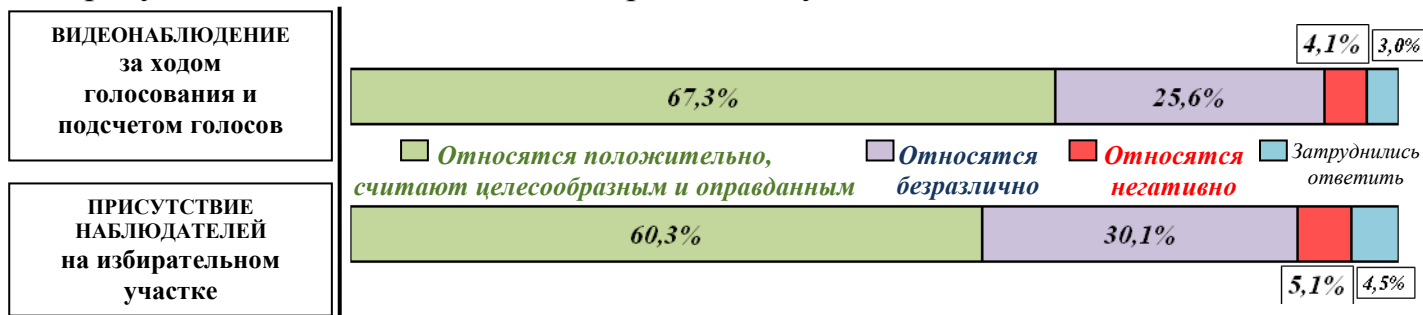 ВИДЕОНАБЛЮДЕНИЕ
за ходом
голосования и
подсчетом голосов
4,1% 3,0%
67,3% 25,6%
Относятся положительно,
считают целесообразным и оправданным
Относятся
безразлично
Относятся
негативно
Затруднились
ответить
ПРИСУТСТВИЕ
НАБЛЮДАТЕЛЕЙ
на избирательном
участке
60,3% 30,1%
5,1% 4,5%